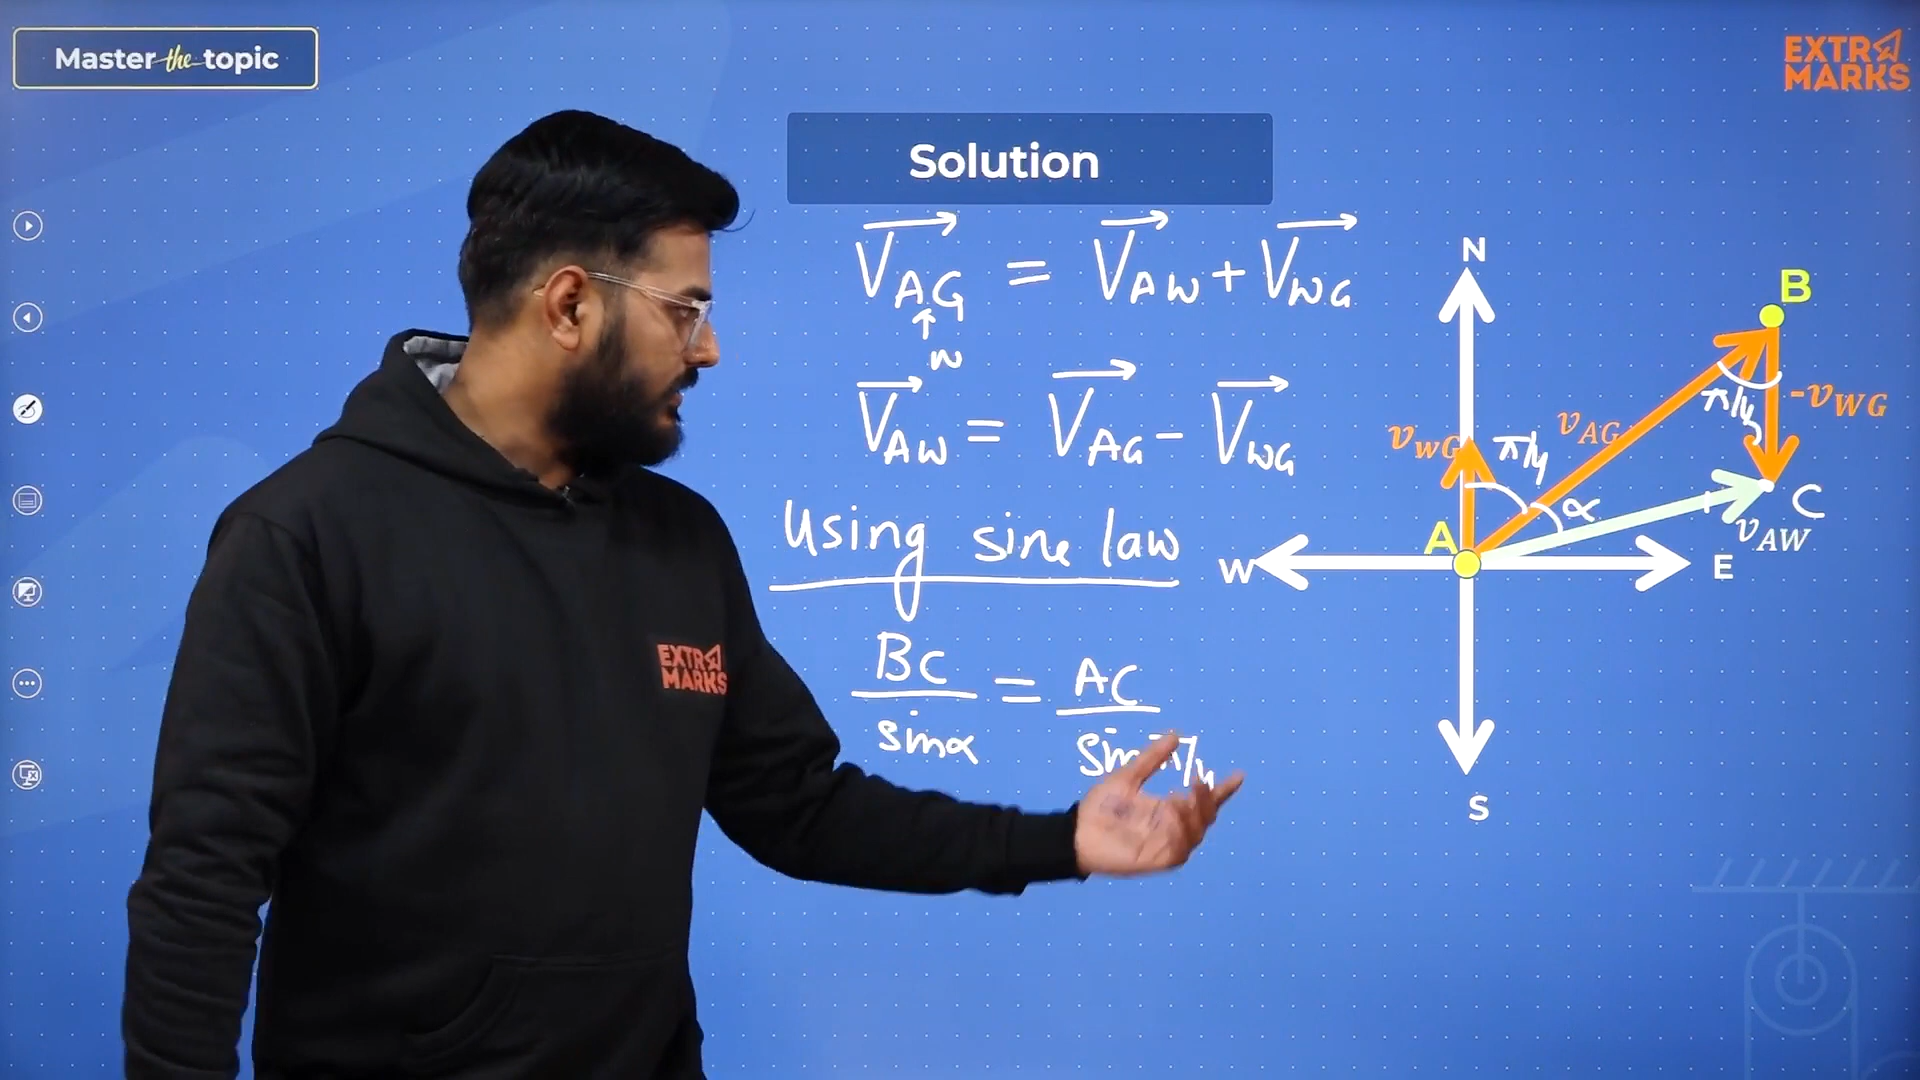 Master the topic
EXTRA
MARKS
Solution
V_AG = V_AW + V_WG
W
V_AW = V_AG - V_WG
Using sine law
BC/sinα = AC/sinπ/4
N
B
-v_WG
π/4
v_AG
v_WG
π/4
α
C
A
v_AW
W
E
S
EXTRA
MARKS